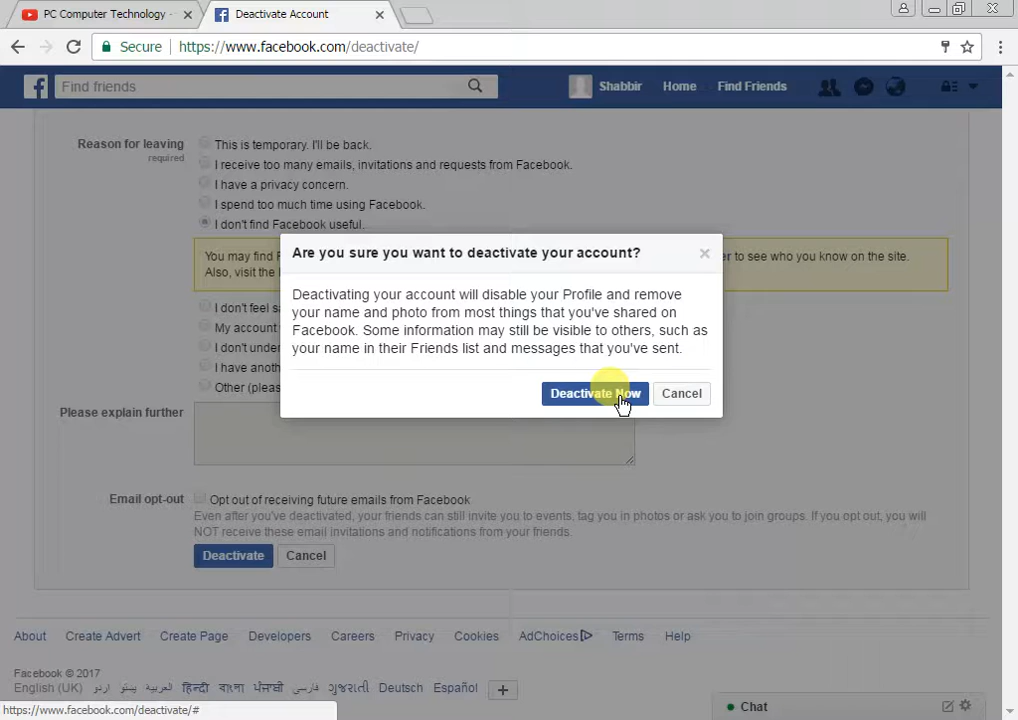 PC Computer Technology -
Deactivate Account
Secure
https://www.facebook.com/deactivate/
Find friends
Shabbir
Home
Find Friends
Reason for leaving
required
This is temporary. I'll be back.
I receive too many emails, invitations and requests from Facebook.
I have a privacy concern.
I spend too much time using Facebook.
I don't find Facebook useful.
You may find
to see who you know on the site.
Also, visit the
I don't feel
My account
I don't
I have
Other
Are you sure you want to deactivate your account?
Deactivating your account will disable your Profile and remove
your name and photo from most things that you've shared on
Facebook. Some information may still be visible to others, such as
your name in their Friends list and messages that you've sent.
Deactivate Now
Cancel
Please explain further
Email opt-out
Opt out of receiving future emails from Facebook
Even after you've deactivated, your friends can still invite you to events, tag you in photos or ask you to join groups. If you opt out, you will
NOT receive these email invitations and notifications from your friends.
Deactivate
Cancel
About
Create Advert
Create Page
Developers
Careers
Privacy
Cookies
AdChoices
Terms
Help
Facebook © 2017
English (UK) اردو پښتو العربية हिन्दी বাংলা ਪੰਜਾਬੀ فارسی ગુજરાતી Deutsch Español
https://www.facebook.com/deactivate/#
Chat